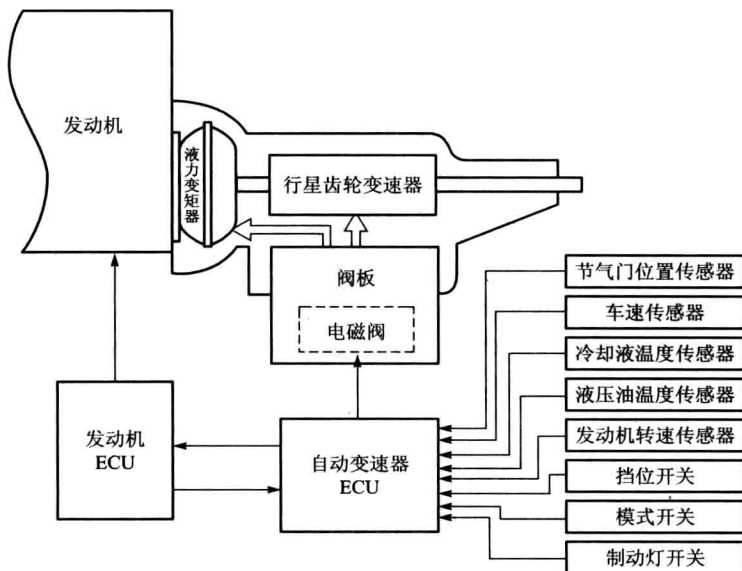 发动机
液力变矩器
行星齿轮变速器
阀板
电磁阀
节气门位置传感器
车速传感器
冷却液温度传感器
液压油温度传感器
发动机转速传感器
挡位开关
模式开关
制动灯开关
发动机
ECU
自动变速器
ECU